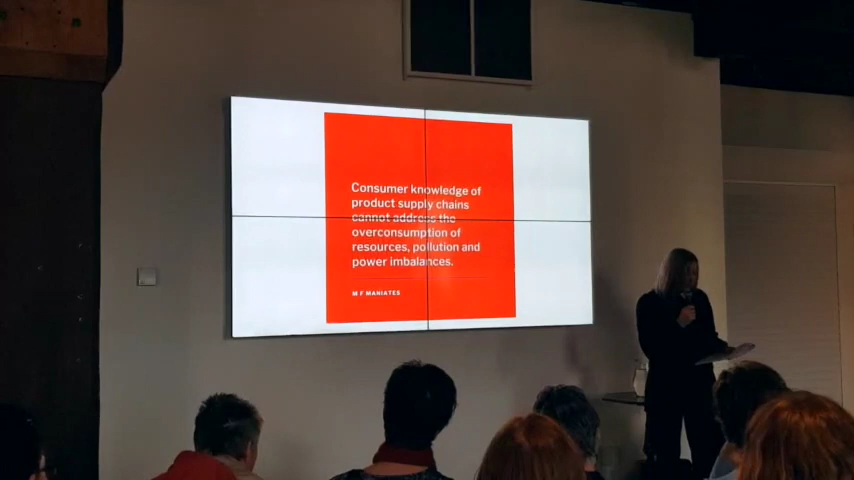 Consumer knowledge of
product supply chains
cannot address the
overconsumption of
resources, pollution and
power imbalances.
M F MANIATES